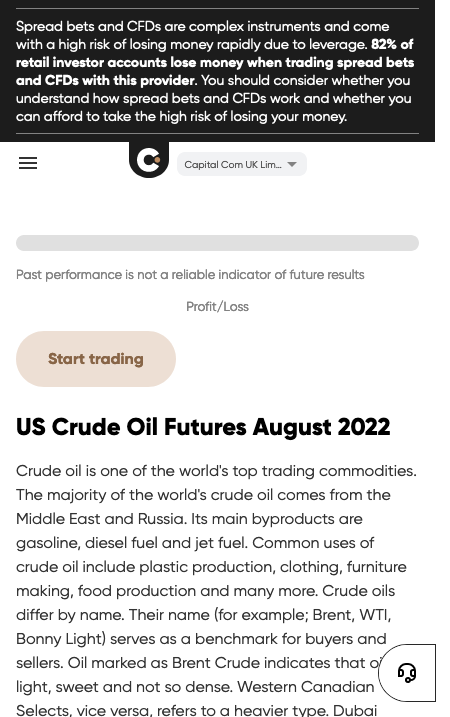 Spread bets and CFDs are complex instruments and come
with a high risk of losing money rapidly due to leverage. 82% of
retail investor accounts lose money when trading spread bets
and CFDs with this provider. You should consider whether you
understand how spread bets and CFDs work and whether you
can afford to take the high risk of losing your money.
Capital Com UK Lim...
Past performance is not a reliable indicator of future results
Profit/Loss
Start trading
US Crude Oil Futures August 2022
Crude oil is one of the world's top trading commodities.
The majority of the world's crude oil comes from the
Middle East and Russia. Its main byproducts are
gasoline, diesel fuel and jet fuel. Common uses of
crude oil include plastic production, clothing, furniture
making, food production and many more. Crude oils
differ by name. Their name (for example; Brent, WTI,
Bonny Light) serves as a benchmark for buyers and
sellers. Oil marked as Brent Crude indicates that
light, sweet and not so dense. Western Canadian
Selects, vice versa, refers to a heavier type. Dubai